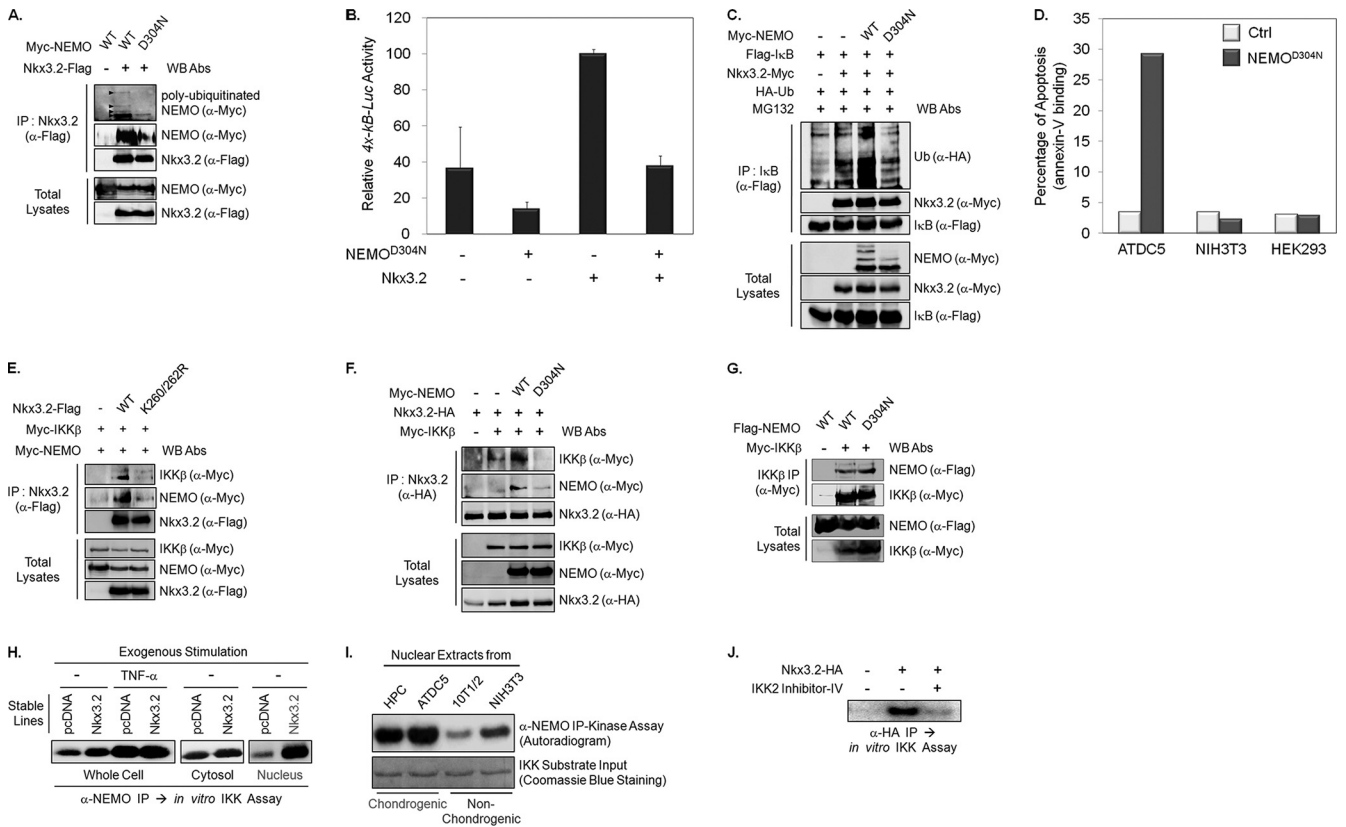 A.
Myc-NEMO WT WT D304N
Nkx3.2-Flag - + + WB Abs
IP : Nkx3.2
(α-Flag)
poly-ubiquitinated
NEMO (α-Myc)
NEMO (α-Myc)
Nkx3.2 (α-Flag)
Total
Lysates
NEMO (α-Myc)
Nkx3.2 (α-Flag)
B.
Relative 4x-kB-Luc Activity
120
100
80
60
40
20
0
NEMO^D304N - + - +
Nkx3.2 - - + +
C.
Myc-NEMO - - WT D304N
Flag-IκB + + + +
Nkx3.2-Myc - + + +
HA-Ub + + + +
MG132 + + + + WB Abs
IP : IκB
(α-Flag)
Ub (α-HA)
Nkx3.2 (α-Myc)
IκB (α-Flag)
Total
Lysates
NEMO (α-Myc)
Nkx3.2 (α-Myc)
IκB (α-Flag)
D.
Percentage of Apoptosis
(annexin-V binding)
35
30
25
20
15
10
5
0
Ctrl
NEMO^D304N
ATDC5 NIH3T3 HEK293
E.
Nkx3.2-Flag - WT K260/262R
Myc-IKKβ + + +
Myc-NEMO + + + WB Abs
IP : Nkx3.2
(α-Flag)
IKKβ (α-Myc)
NEMO (α-Myc)
Nkx3.2 (α-Flag)
Total
Lysates
IKKβ (α-Myc)
NEMO (α-Myc)
Nkx3.2 (α-Flag)
F.
Myc-NEMO - - WT D304N
Nkx3.2-HA + + + +
Myc-IKKβ - + + + WB Abs
IP : Nkx3.2
(α-HA)
IKKβ (α-Myc)
NEMO (α-Myc)
Nkx3.2 (α-HA)
Total
Lysates
IKKβ (α-Myc)
NEMO (α-Myc)
Nkx3.2 (α-HA)
G.
Flag-NEMO WT WT D304N
Myc-IKKβ - + + WB Abs
IKKβ IP
(α-Myc)
NEMO (α-Flag)
IKKβ (α-Myc)
Total
Lysates
NEMO (α-Flag)
IKKβ (α-Myc)
H.
Exogenous Stimulation
- TNF-α - -
Stable
Lines
pcDNA Nkx3.2 pcDNA Nkx3.2 pcDNA Nkx3.2 pcDNA Nkx3.2
Whole Cell Cytosol Nucleus
α-NEMO IP → in vitro IKK Assay
I.
Nuclear Extracts from
HPC ATDC5 10T1/2 NIH3T3
α-NEMO IP-Kinase Assay
(Autoradiogram)
IKK Substrate Input
(Coomassie Blue Staining)
Chondrogenic Non-
Chondrogenic
J.
Nkx3.2-HA - + +
IKK2 Inhibitor-IV - - +
α-HA IP →
in vitro IKK Assay